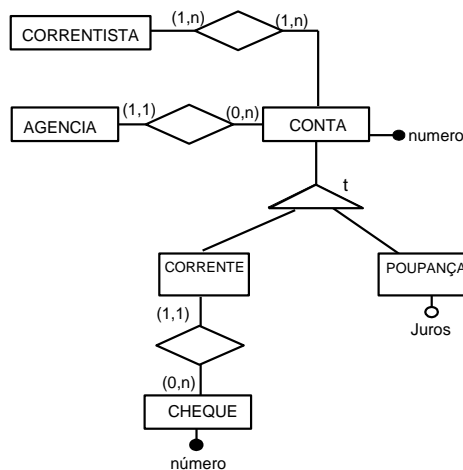 (1,n)
(1,n)
CORRENTISTA
(1,1)
(0,n)
AGENCIA
CONTA
numero
t
CORRENTE
POUPANÇA
(1,1)
Juros
(0,n)
CHEQUE
número